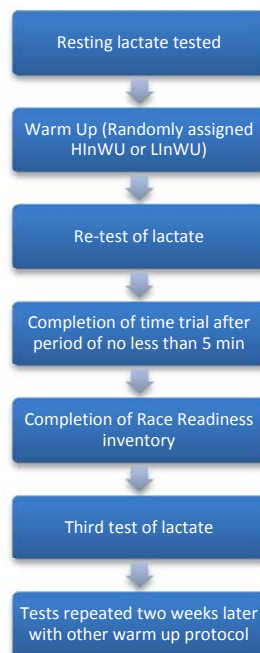 Resting lactate tested
Warm Up (Randomly assigned
HInWU or LInWU)
Re-test of lactate
Completion of time trial after
period of no less than 5 min
Completion of Race Readiness
inventory
Third test of lactate
Tests repeated two weeks later
with other warm up protocol